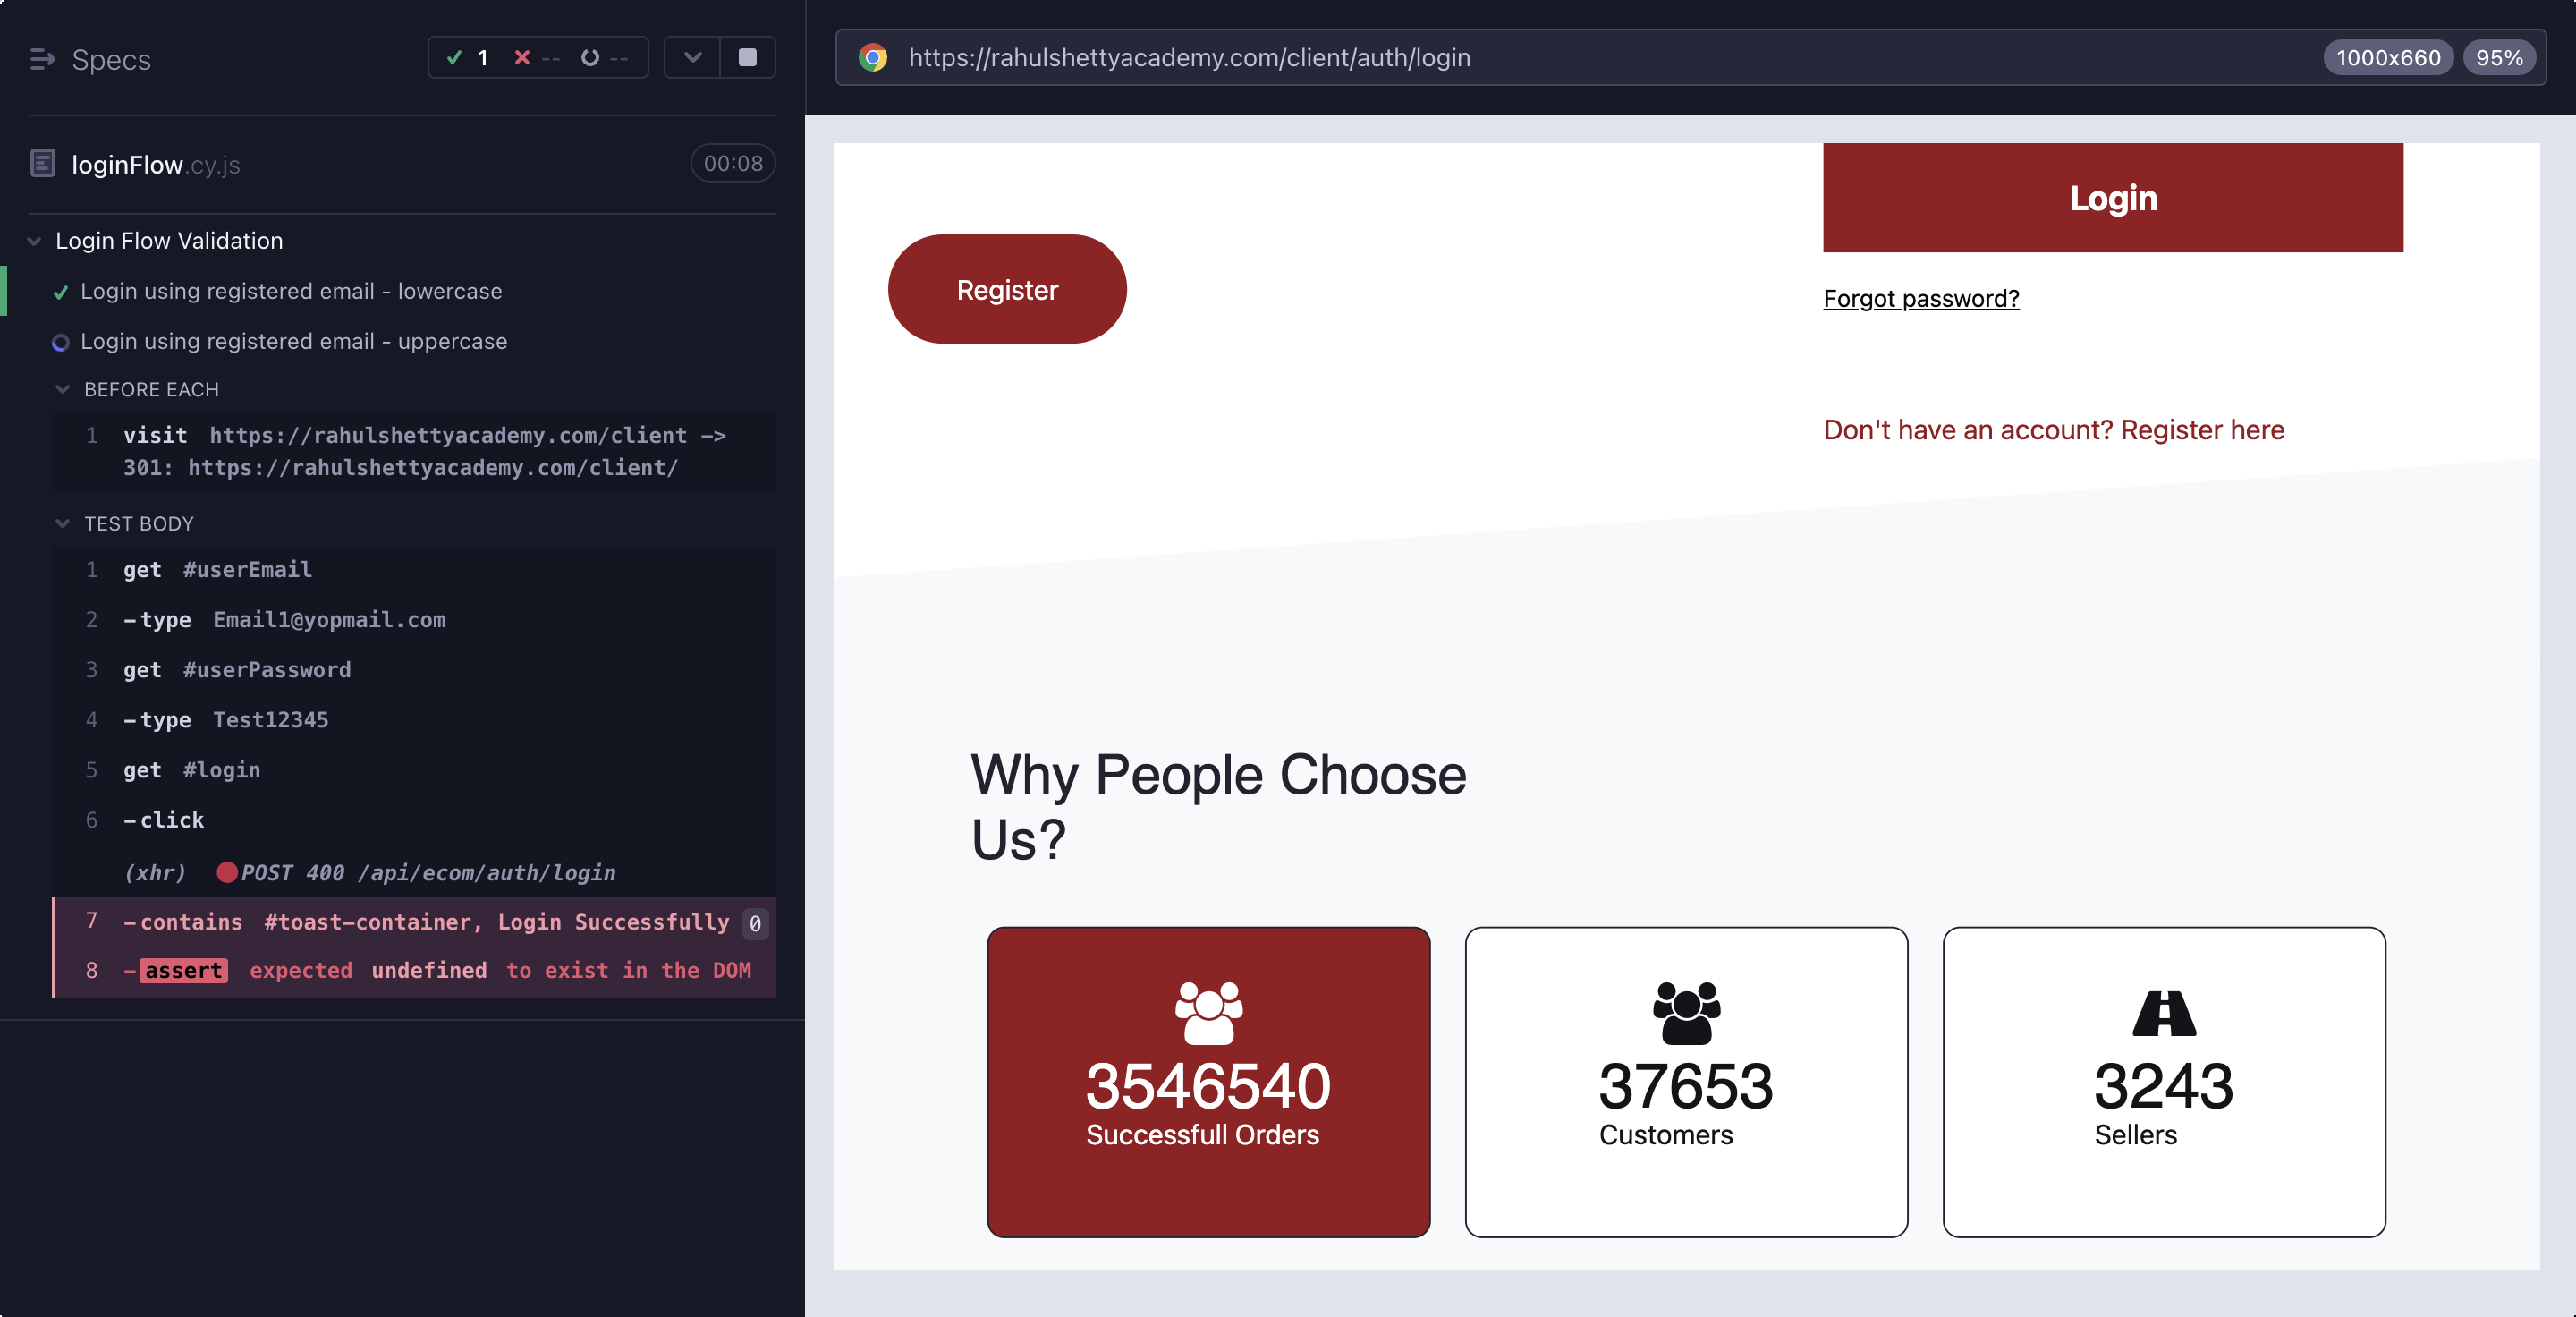 Specs
1 -- --
loginFlow.cy.js
00:08
Login Flow Validation
Login using registered email - lowercase
Login using registered email - uppercase
BEFORE EACH
1 visit https://rahulshettyacademy.com/client ->
301: https://rahulshettyacademy.com/client/
TEST BODY
1 get #userEmail
2 -type Email1@yopmail.com
3 get #userPassword
4 -type Test12345
5 get #login
6 -click
(xhr) POST 400 /api/ecom/auth/login
7 -contains #toast-container, Login Successfully 0
8 -assert expected undefined to exist in the DOM
https://rahulshettyacademy.com/client/auth/login
1000x660 95%
Login
Register
Forgot password?
Don't have an account? Register here
Why People Choose
Us?
3546540
Successfull Orders
37653
Customers
3243
Sellers